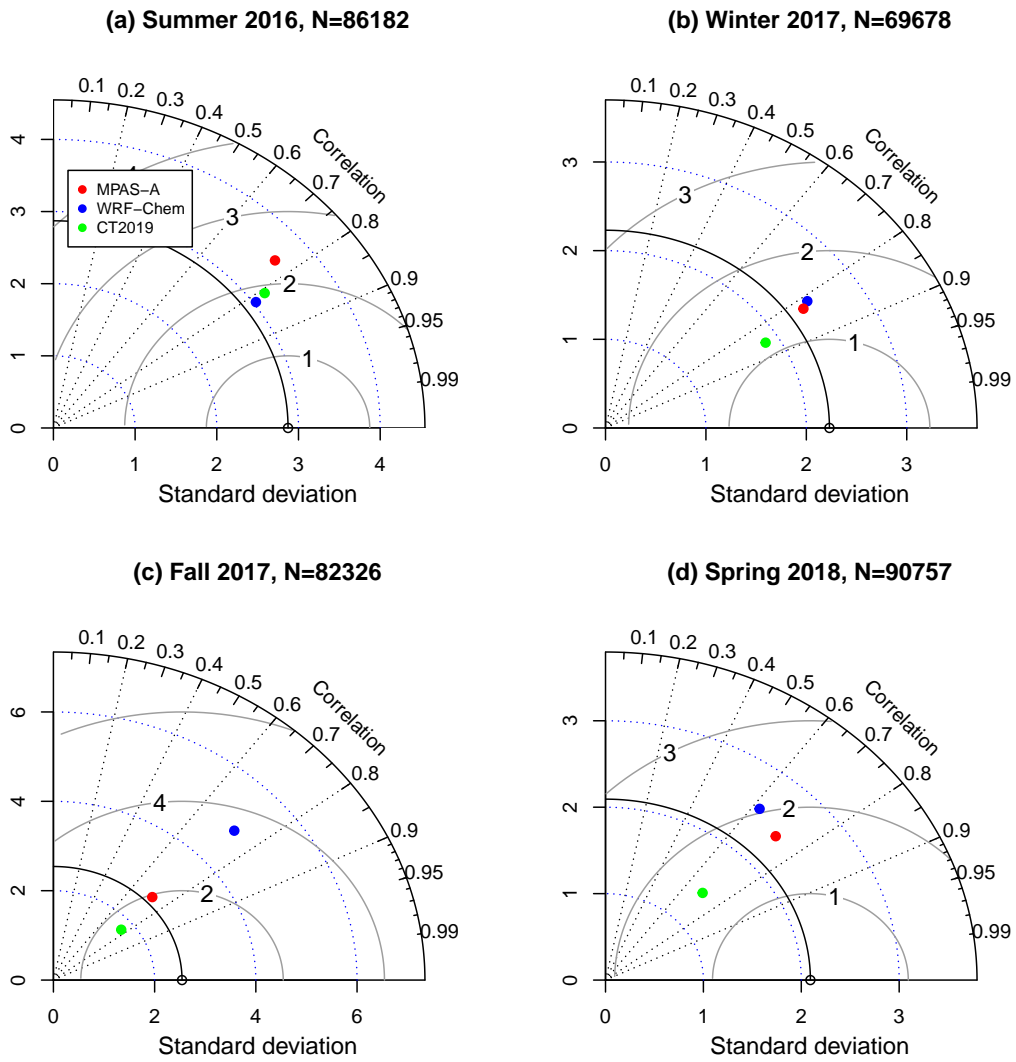 (a) Summer 2016, N=86182
0.1 0.2 0.3 0.4 0.5 0.6 0.7 0.8 0.9 0.95 0.99
Correlation
4
3
2
1
0
MPAS−A
WRF−Chem
CT2019
3
2
1
0 1 2 3 4
Standard deviation
(b) Winter 2017, N=69678
0.1 0.2 0.3 0.4 0.5 0.6 0.7 0.8 0.9 0.95 0.99
Correlation
3
2
1
0
3
2
1
0 1 2 3
Standard deviation
(c) Fall 2017, N=82326
0.1 0.2 0.3 0.4 0.5 0.6 0.7 0.8 0.9 0.95 0.99
Correlation
6
4
2
0
4
2
0 2 4 6
Standard deviation
(d) Spring 2018, N=90757
0.1 0.2 0.3 0.4 0.5 0.6 0.7 0.8 0.9 0.95 0.99
Correlation
3
2
1
0
3
2
1
0 1 2 3
Standard deviation